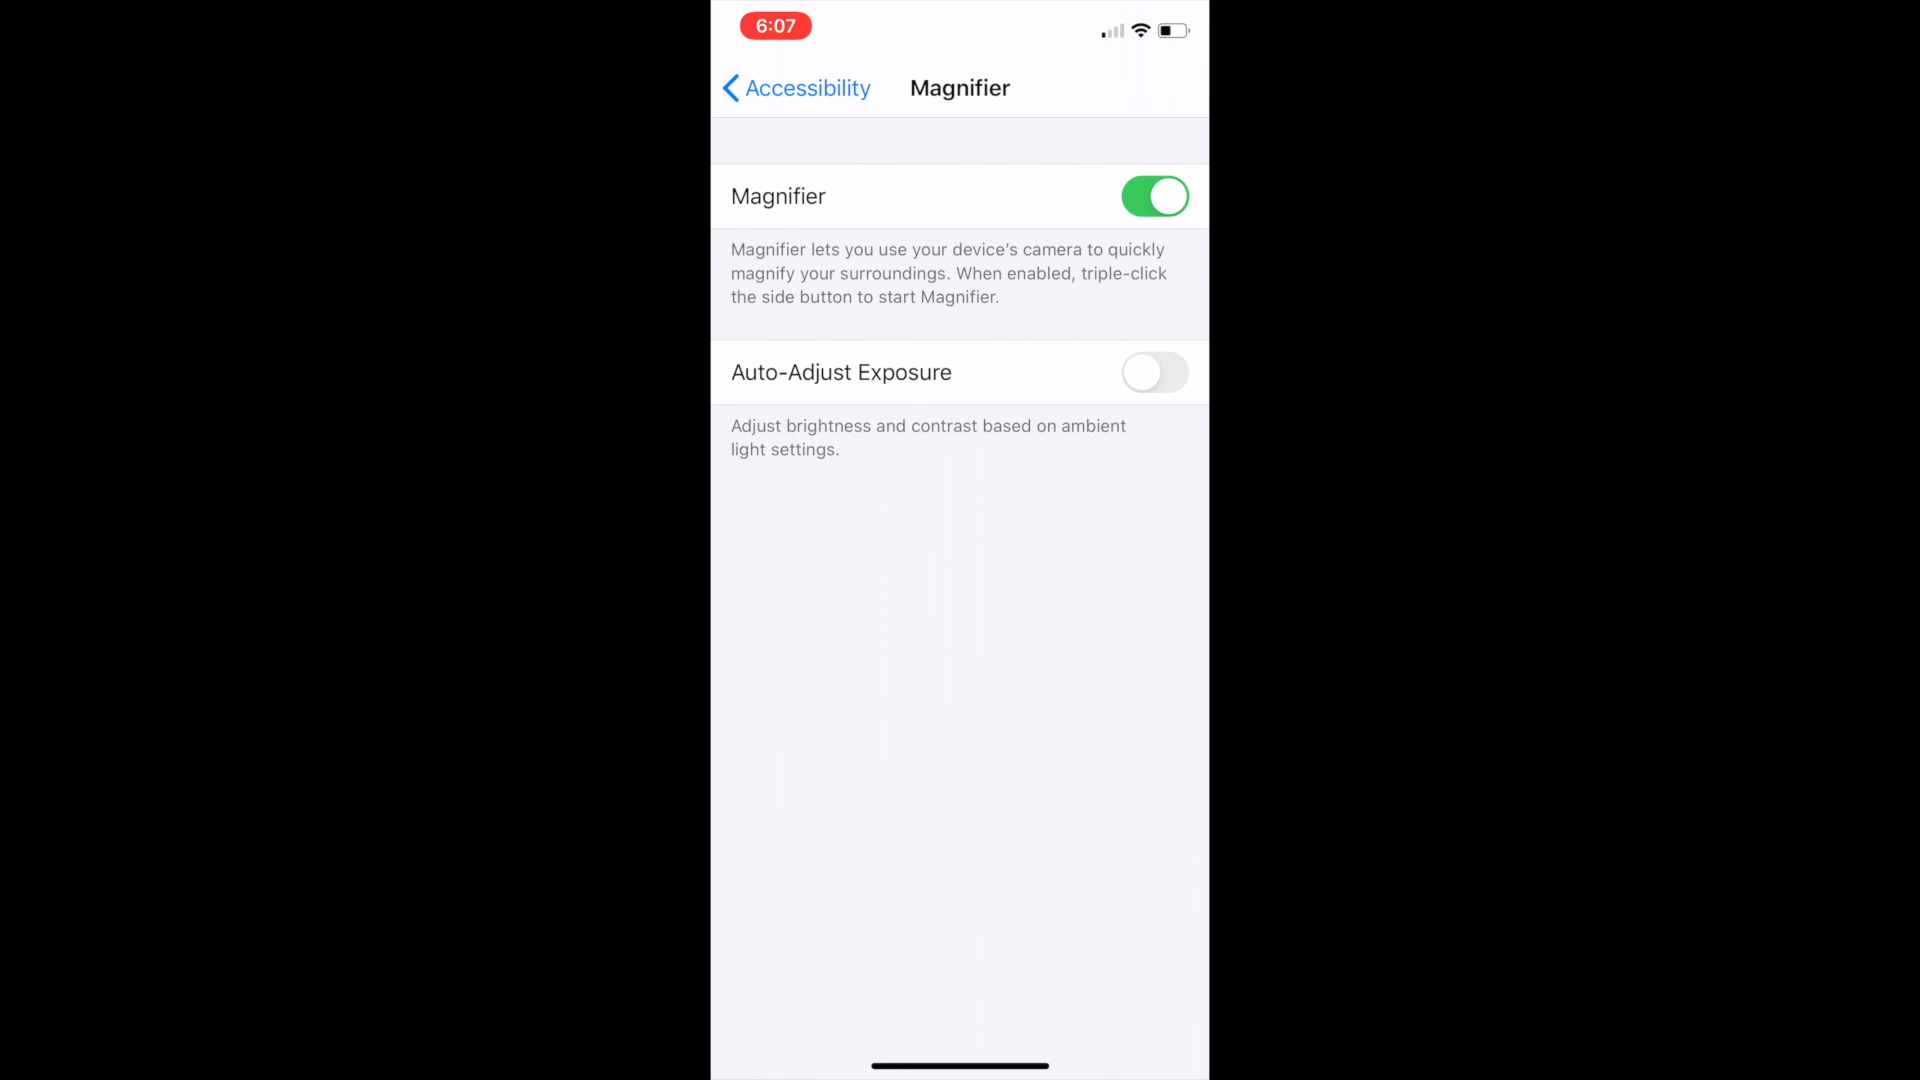 6:07
Accessibility
Magnifier
Magnifier
Magnifier lets you use your device’s camera to quickly
magnify your surroundings. When enabled, triple-click
the side button to start Magnifier.
Auto-Adjust Exposure
Adjust brightness and contrast based on ambient
light settings.